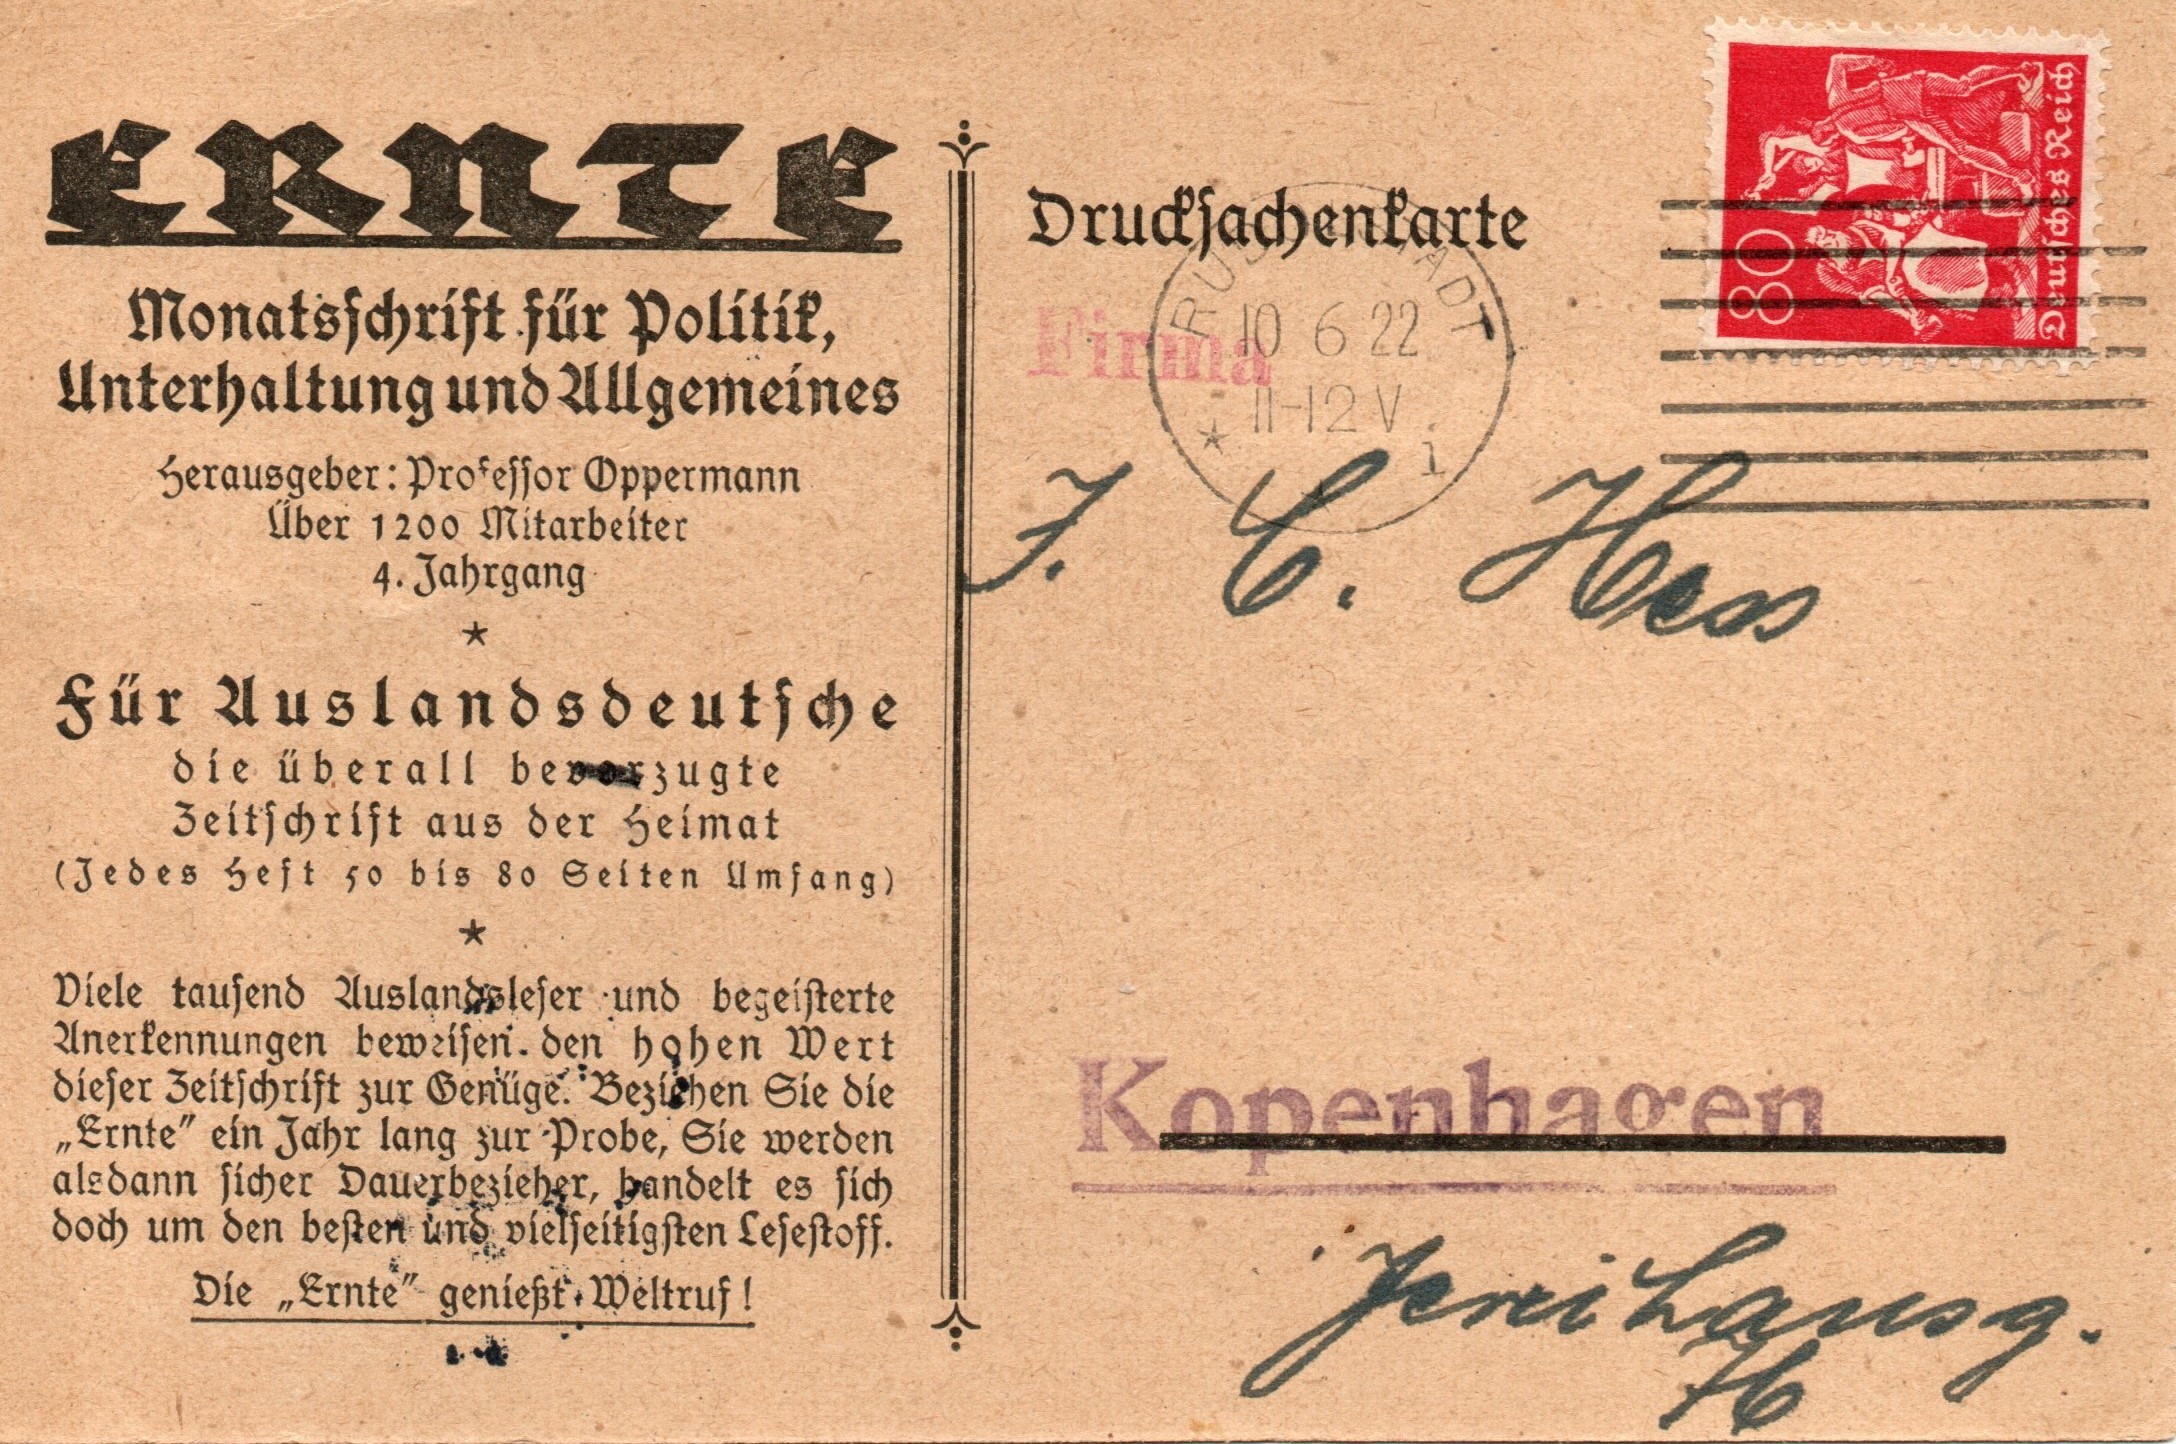 ERNTE
Monatsschrift für Politik,
Unterhaltung und Allgemeines
Herausgeber: Professor Oppermann
Über 1200 Mitarbeiter
4. Jahrgang
*
Für Auslandsdeutsche
die überall bevorzugte
Zeitschrift aus der Heimat
(Jedes Heft 50 bis 80 Seiten Umfang)
*
Viele tausend Auslandsleser und begeisterte
Anerkennungen beweisen den hohen Wert
dieser Zeitschrift zur Genüge. Beziehen Sie die
„Ernte" ein Jahr lang zur Probe, Sie werden
alsdann sicher Dauerbezieher, handelt es sich
doch um den besten und vielseitigsten Lesestoff.
Die „Ernte" genießt Weltruf!
Drucksachenkarte
80
Deutsches Reich
10 6 22
11-12 V
* i
Firma
J. C. Hess
Kopenhagen